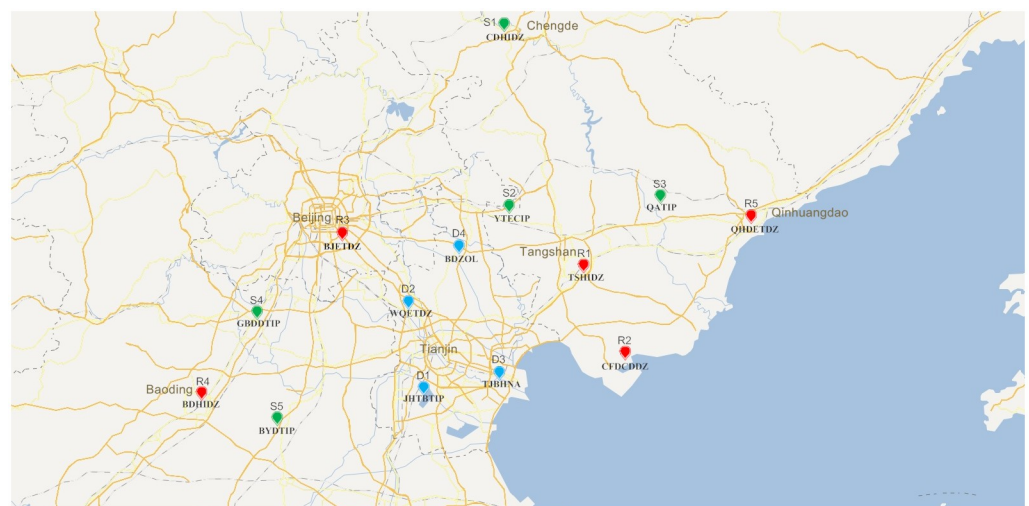 S1
Chengde
CDHIDZ
S2
YTECIP
S3
QATIP
R5
Qinhuangdao
QHDETDZ
Beijing
R3
BJETDZ
D4
BDZOL
Tangshan
R1
TSHIDZ
D2
WQETDZ
S4
GBDDTIP
Tianjin
R2
CFDCDDZ
D3
TJBHNA
D1
JHTBTIP
Baoding
R4
BDHIDZ
S5
BYDTIP